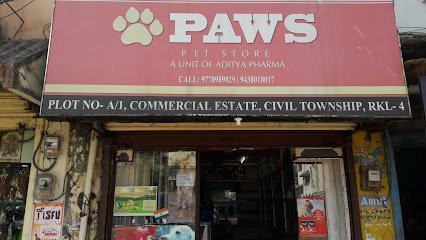 PAWS
PET STORE
A UNIT OF ADITYA PHARMA
CALL: 9778989829 | 9438018017
PLOT NO- A/1, COMMERCIAL ESTATE, CIVIL TOWNSHIP, RKL- 4